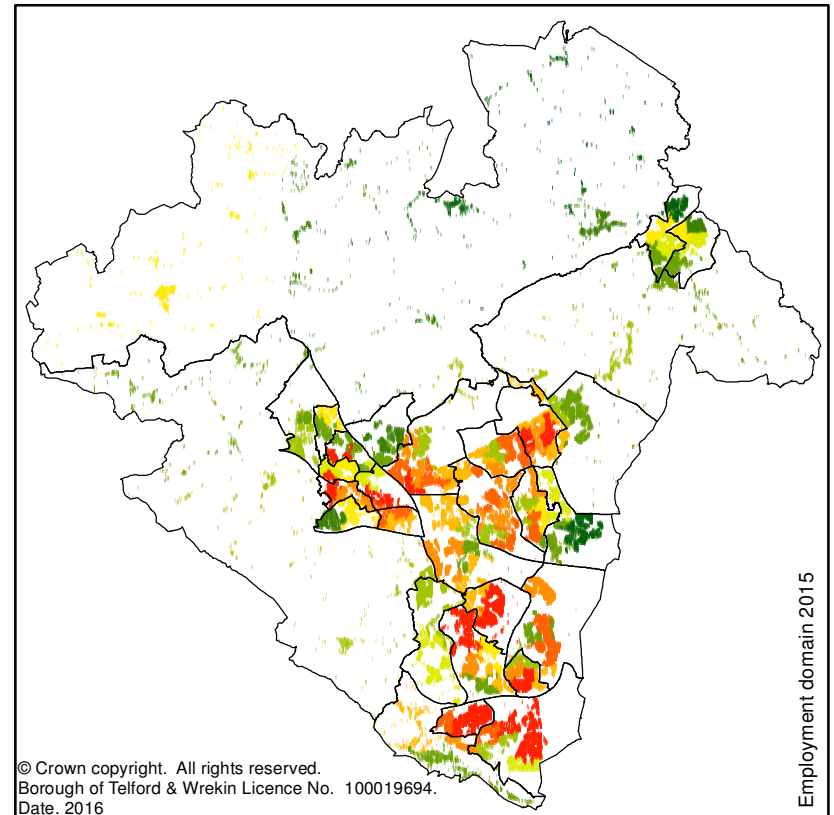 © Crown copyright. All rights reserved.
Borough of Telford & Wrekin Licence No. 100019694.
Date. 2016
Employment domain 2015